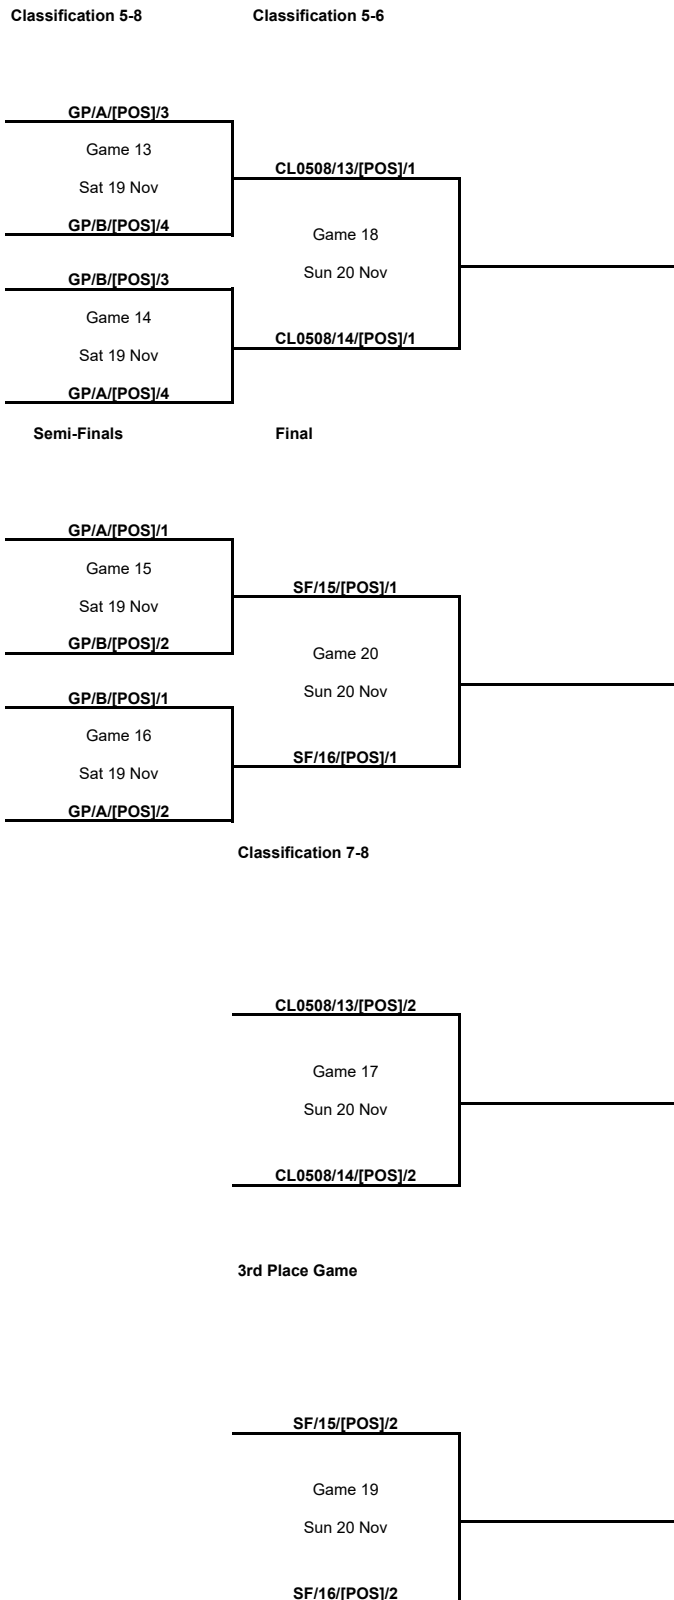 Classification 5-8 Classification 5-6
GP/A/[POS]/3
Game 13
CL0508/13/[POS]/1
Sat 19 Nov
GP/B/[POS]/4
Game 18
Sun 20 Nov
GP/B/[POS]/3
Game 14
CL0508/14/[POS]/1
Sat 19 Nov
GP/A/[POS]/4
Semi-Finals Final
GP/A/[POS]/1
Game 15
SF/15/[POS]/1
Sat 19 Nov
GP/B/[POS]/2
Game 20
Sun 20 Nov
GP/B/[POS]/1
Game 16
SF/16/[POS]/1
Sat 19 Nov
GP/A/[POS]/2
Classification 7-8
CL0508/13/[POS]/2
Game 17
Sun 20 Nov
CL0508/14/[POS]/2
3rd Place Game
SF/15/[POS]/2
Game 19
Sun 20 Nov
SF/16/[POS]/2